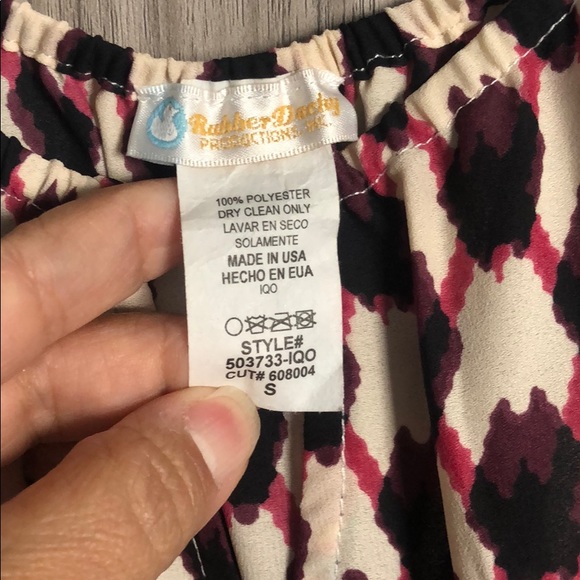 Rubber Ducky
PRODUCTIONS, INC.
100% POLYESTER
DRY CLEAN ONLY
LAVAR EN SECO
SOLAMENTE
MADE IN USA
HECHO EN EUA
IQO
STYLE#
503733-IQO
CUT# 608004
S